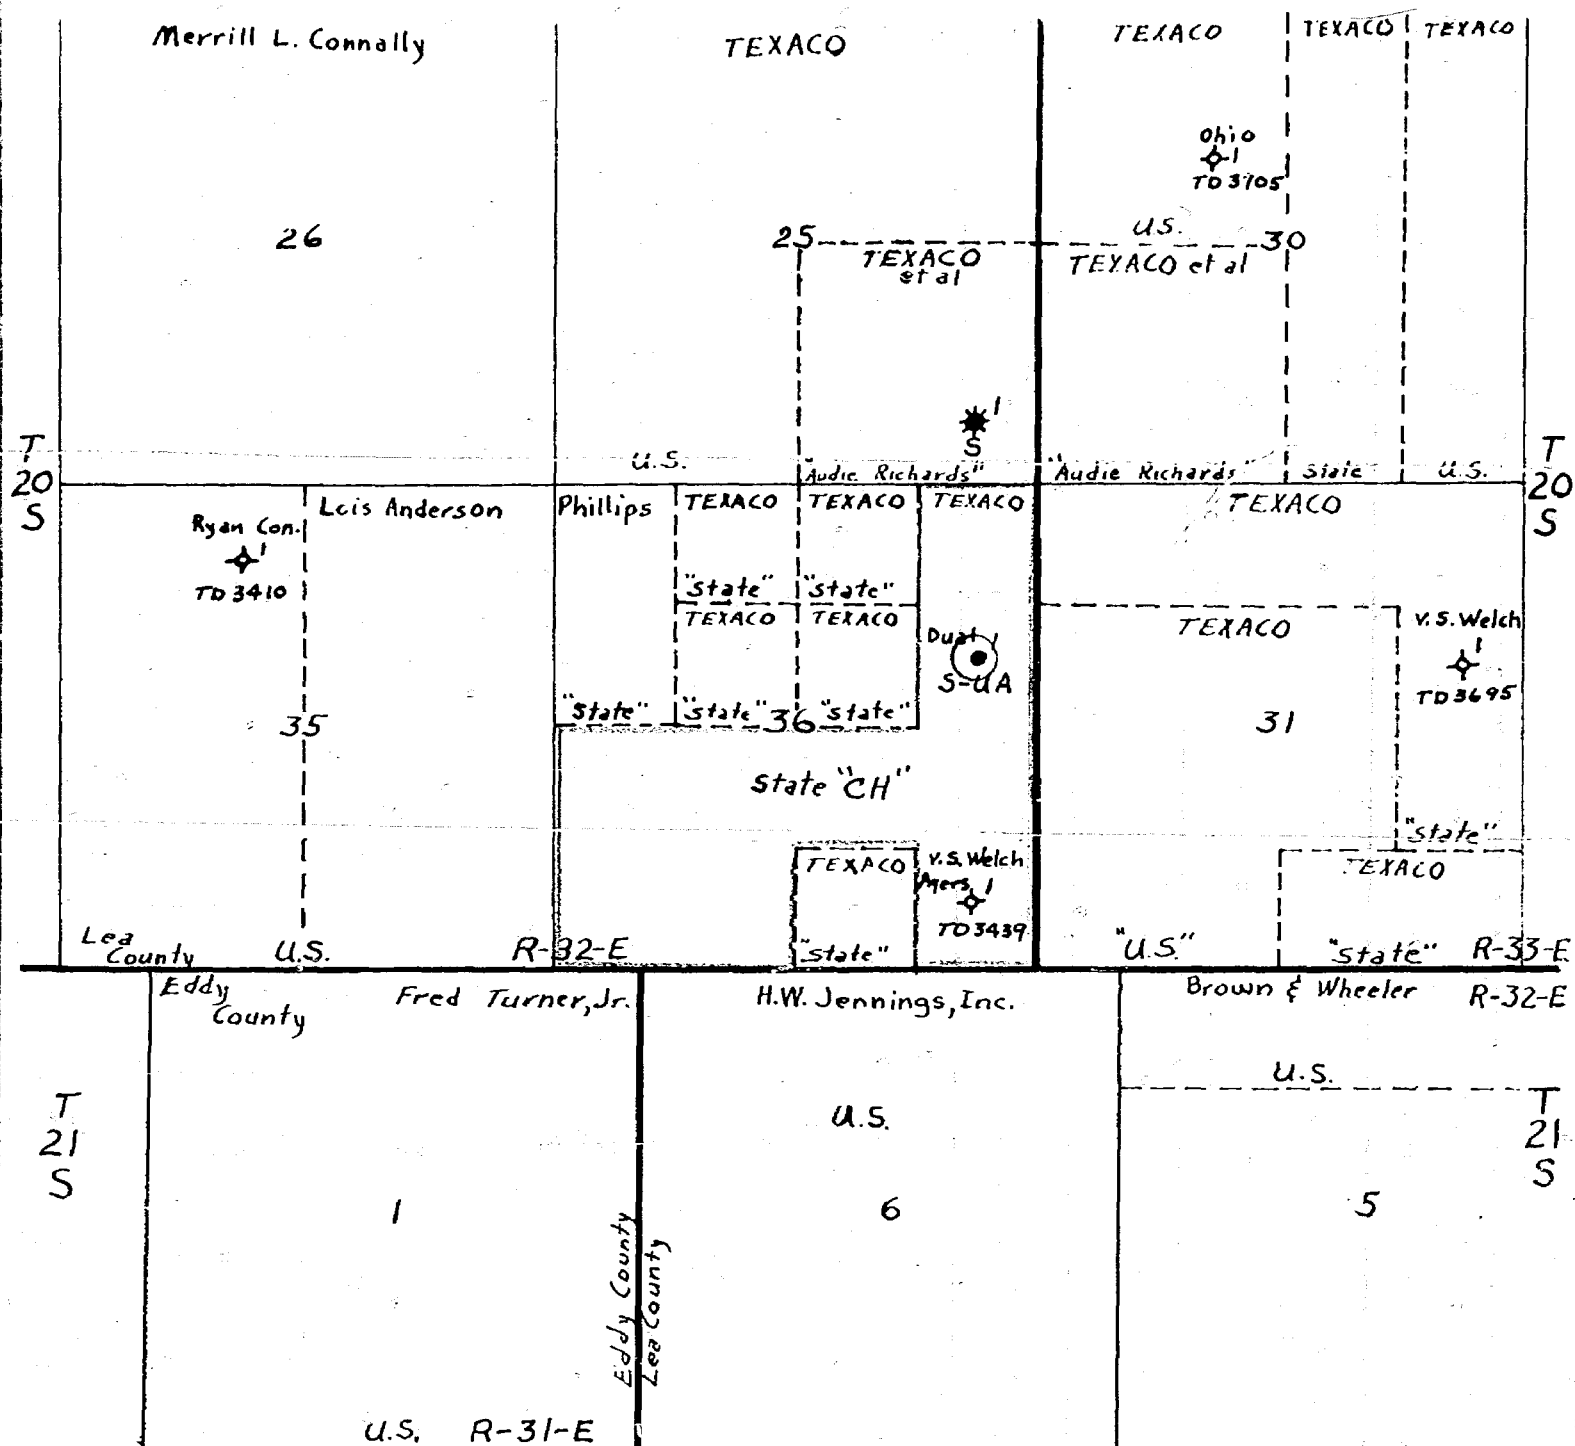 Merrill L. Connally
TEXACO
TEXACO
TEXACO
TEXACO
Ohio
1
TD 3705
26
25
U.S.
30
TEXACO
et al
TEXACO et al
1
S
T
20
S
U.S.
"Audie Richards"
"Audie Richards"
State
U.S.
T
20
S
Lois Anderson
Phillips
TEXACO
TEXACO
TEXACO
TEXACO
Ryan Con.
1
TD 3410
"State"
"State"
TEXACO
TEXACO
TEXACO
V.S. Welch
1
TD 3695
Dual 1
S-UA
35
"State"
"State"
36
"State"
31
State "CH"
"State"
TEXACO
V.S. Welch
1
TD 3439
TEXACO
Lea
County
U.S.
R-32-E
"State"
"U.S."
"State"
R-33-E
Eddy
County
Fred Turner, Jr.
H.W. Jennings, Inc.
Brown & Wheeler
R-32-E
U.S.
T
21
S
U.S.
T
21
S
1
6
5
Eddy County
Lea County
U.S.
R-31-E